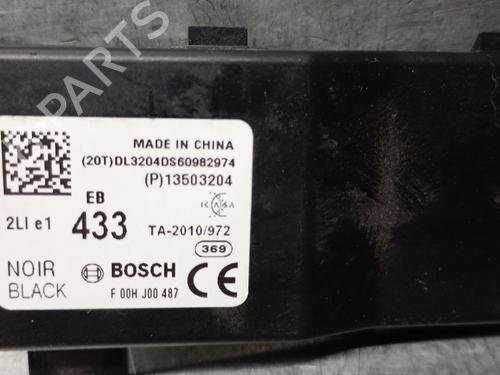 B PARTS
MADE IN CHINA
(20T)DL3204DS60982974
(P)13503204
EB
ICASA
2LI e1
433
TA-2010/972
369
NOIR
BLACK
BOSCH
CE
F 00H J00 487